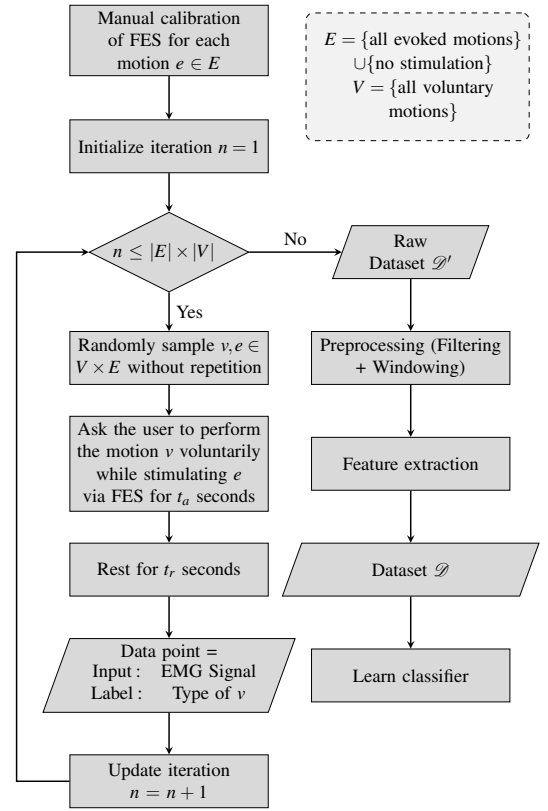 Manual calibration
of FES for each
motion e ∈ E
E = {all evoked motions}
∪{no stimulation}
V = {all voluntary
motions}
Initialize iteration n = 1
n ≤ |E| × |V|
No
Raw
Dataset 𝒟′
Yes
Randomly sample v, e ∈
V × E without repetition
Preprocessing (Filtering
+ Windowing)
Ask the user to perform
the motion v voluntarily
while stimulating e
via FES for tₐ seconds
Feature extraction
Rest for tᵣ seconds
Dataset 𝒟
Data point =
Input : EMG Signal
Label : Type of v
Learn classifier
Update iteration
n = n + 1